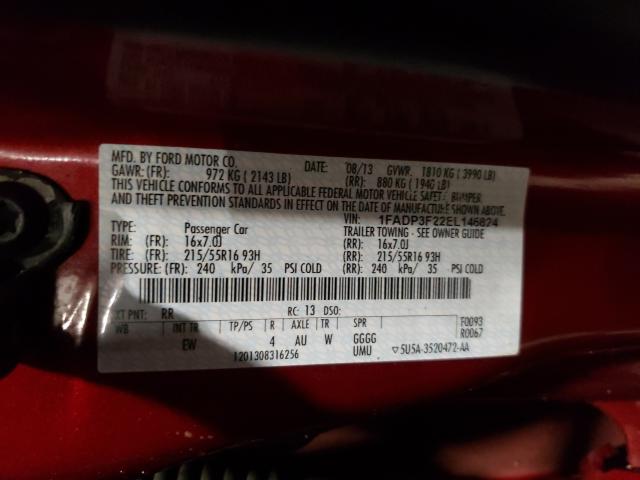 MFD. BY FORD MOTOR CO. DATE: 08/13 GVWR: 1810 KG ( 3990 LB)
GAWR: (FR): 972 KG ( 2143 LB) (RR): 880 KG ( 1940 LB)
THIS VEHICLE CONFORMS TO ALL APPLICABLE FEDERAL MOTOR VEHICLE SAFETY, BUMPER
AND THEFT PREVENTION STANDARDS IN EFFECT ON THE DATE OF MANUFACTURE SHOWN ABOVE.
VIN: 1FADP3F22EL146824
TYPE: Passenger Car TRAILER TOWING - SEE OWNER GUIDE
RIM: (FR): 16x7.0J (RR): 16x7.0J
TIRE: (FR): 215/55R16 93H (RR): 215/55R16 93H
PRESSURE: (FR): 240 kPa/ 35 PSI COLD (RR): 240 kPa/ 35 PSI COLD
EXT PNT: RR RC: 13 DSO: F0093
WB INT TR TP/PS R AXLE TR SPR R0067
EW 4 AU W GGGG
1201308316256 UMU ▽5U5A-3520472-AA